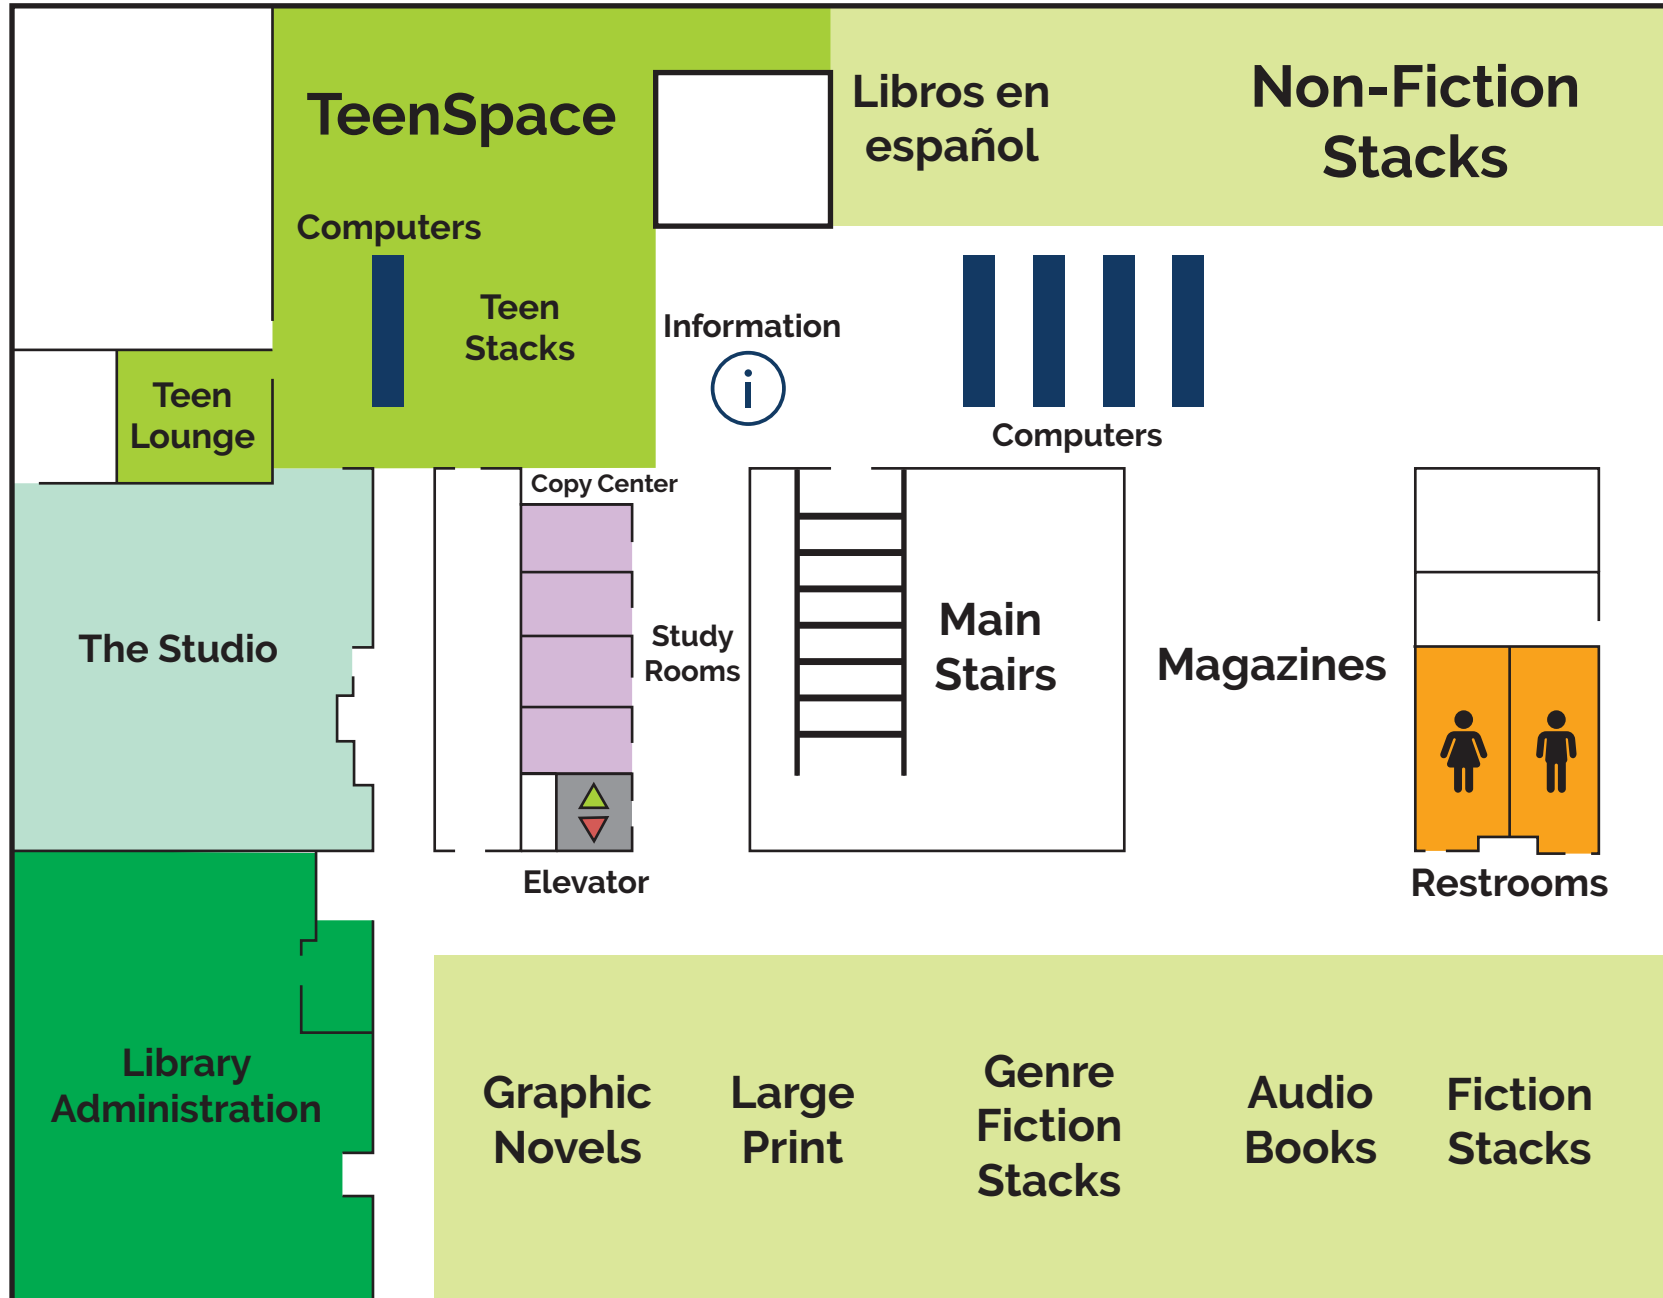 TeenSpace
Libros en
español
Non-Fiction
Stacks
Computers
Teen
Stacks
Information
i
Computers
Teen
Lounge
Copy Center
The Studio
Study
Rooms
Main
Stairs
Magazines
Elevator
Restrooms
Library
Administration
Graphic
Novels
Large
Print
Genre
Fiction
Stacks
Audio
Books
Fiction
Stacks